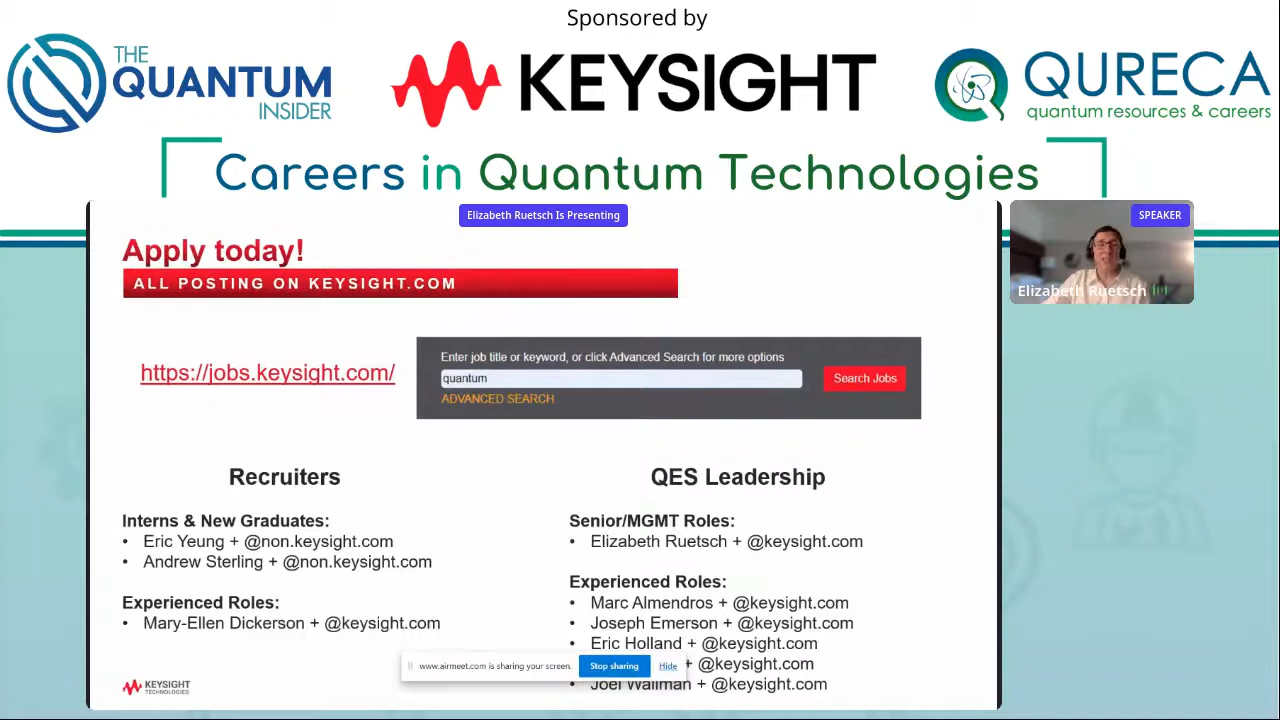 Sponsored by
THE
QUANTUM
INSIDER
KEYSIGHT
QURECA
quantum resources & careers
Careers in Quantum Technologies
Elizabeth Ruetsch Is Presenting
SPEAKER
Elizabeth Ruetsch
Apply today!
ALL POSTING ON KEYSIGHT.COM
https://jobs.keysight.com/
Enter job title or keyword, or click Advanced Search for more options
quantum
Search Jobs
ADVANCED SEARCH
Recruiters
Interns & New Graduates:
• Eric Yeung + @non.keysight.com
• Andrew Sterling + @non.keysight.com
Experienced Roles:
• Mary-Ellen Dickerson + @keysight.com
QES Leadership
Senior/MGMT Roles:
• Elizabeth Ruetsch + @keysight.com
Experienced Roles:
• Marc Almendros + @keysight.com
• Joseph Emerson + @keysight.com
• Eric Holland + @keysight.com
+ @keysight.com
• Joel Wallman + @keysight.com
www.airmeet.com is sharing your screen.
Stop sharing
Hide
KEYSIGHT
TECHNOLOGIES